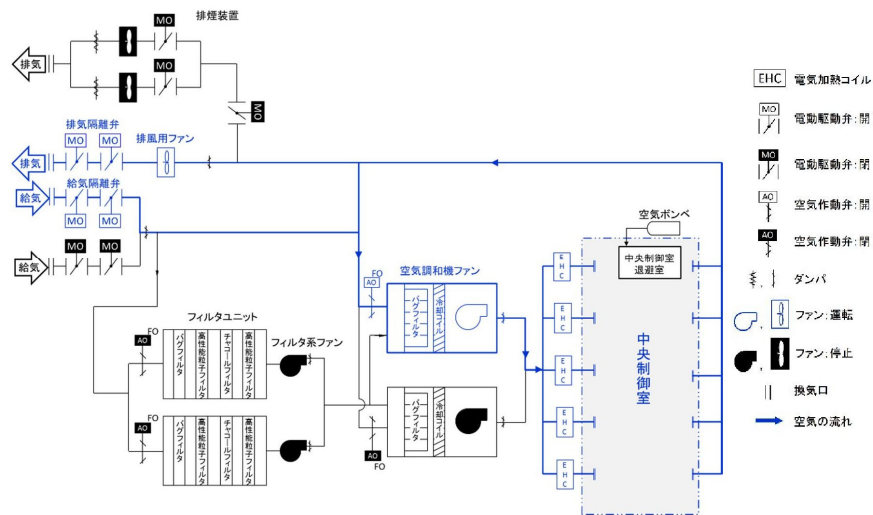 排煙装置
MO
排気
MO
MO
排気隔離弁
MO
MO
排風用ファン
排気
給気隔離弁
給気
MO
MO
MO
MO
給気
空気ボンベ
中央制御室
退避室
FO
AO
空気調和機ファン
バグフィルタ
冷却コイル
フィルタユニット
フィルタ系ファン
FO
AO
バグフィルタ
高性能粒子フィルタ
チャコールフィルタ
高性能粒子フィルタ
FO
AO
バグフィルタ
高性能粒子フィルタ
チャコールフィルタ
高性能粒子フィルタ
バグフィルタ
冷却コイル
AO
FO
EHC
EHC
EHC
EHC
EHC
中央制御室
EHC 電気加熱コイル
MO 電動駆動弁:開
MO 電動駆動弁:閉
AO 空気作動弁:開
AO 空気作動弁:閉
, ダンパ
, ファン:運転
, ファン:停止
換気口
空気の流れ